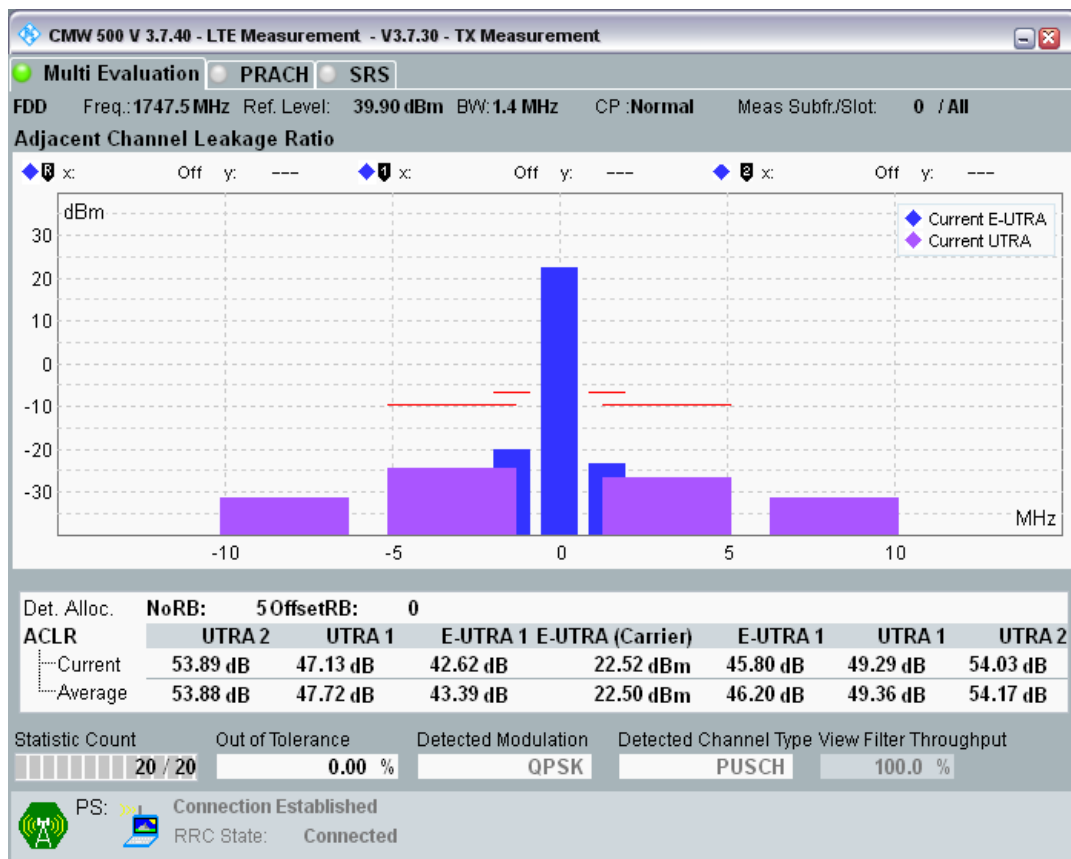 CMW 500 V 3.7.40 - LTE Measurement - V3.7.30 - TX Measurement
Multi Evaluation PRACH SRS
FDD Freq.: 1747.5 MHz Ref. Level: 39.90 dBm BW: 1.4 MHz CP : Normal Meas Subfr./Slot: 0 / All
Adjacent Channel Leakage Ratio
R x: Off y: --- 1 x: Off y: --- 2 x: Off y: ---
dBm
Current E-UTRA
Current UTRA
30
20
10
0
-10
-20
-30
MHz
-10 -5 0 5 10
Det. Alloc. NoRB: 5 OffsetRB: 0
ACLR UTRA 2 UTRA 1 E-UTRA 1 E-UTRA (Carrier) E-UTRA 1 UTRA 1 UTRA 2
Current 53.89 dB 47.13 dB 42.62 dB 22.52 dBm 45.80 dB 49.29 dB 54.03 dB
Average 53.88 dB 47.72 dB 43.39 dB 22.50 dBm 46.20 dB 49.36 dB 54.17 dB
Statistic Count Out of Tolerance Detected Modulation Detected Channel Type View Filter Throughput
20 / 20 0.00 % QPSK PUSCH 100.0 %
PS: Connection Established
RRC State: Connected